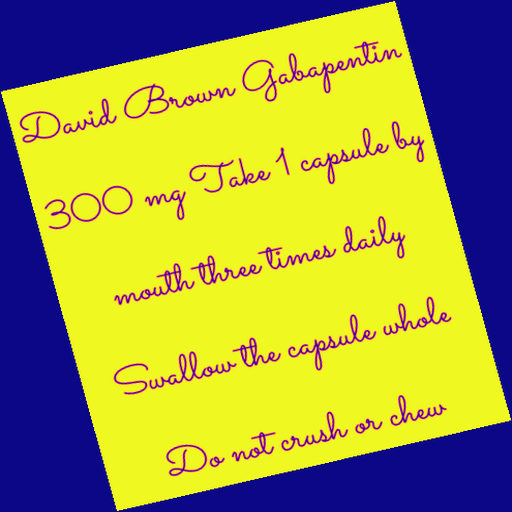 David Brown Gabapentin
300 mg Take 1 capsule by
mouth three times daily
Swallow the capsule whole
Do not crush or chew